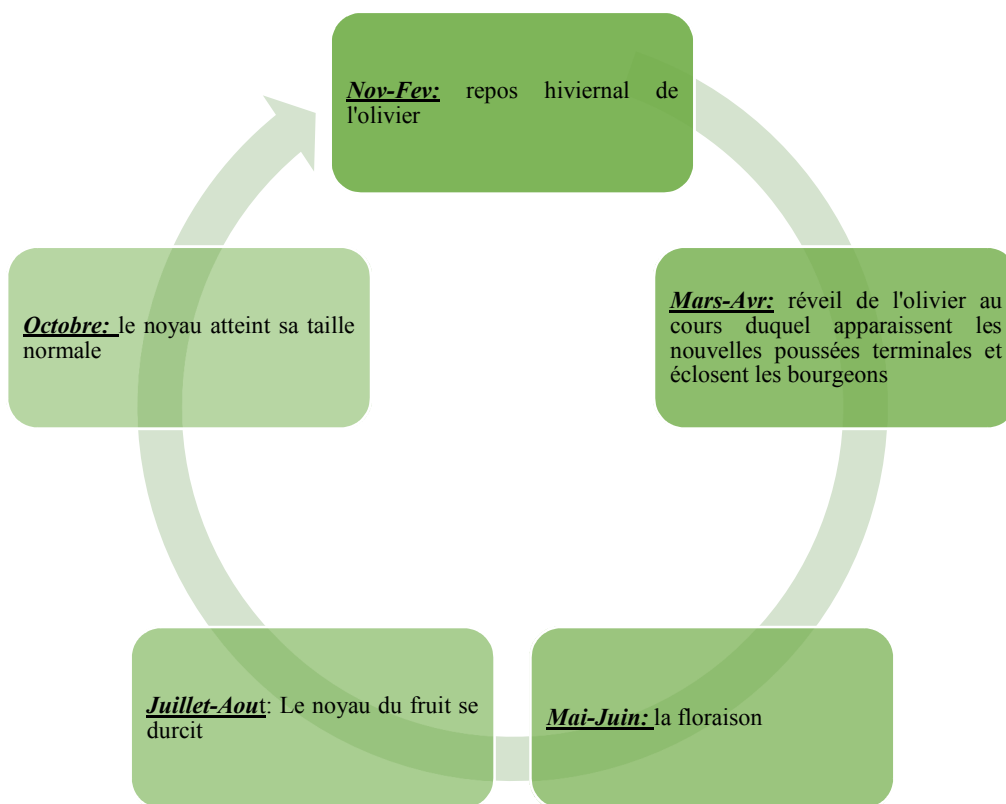 Nov-Fev: repos hiviernal de
l'olivier
Mars-Avr: réveil de l'olivier au
cours duquel apparaissent les
nouvelles poussées terminales et
éclosent les bourgeons
Mai-Juin: la floraison
Juillet-Aout: Le noyau du fruit se
durcit
Octobre: le noyau atteint sa taille
normale